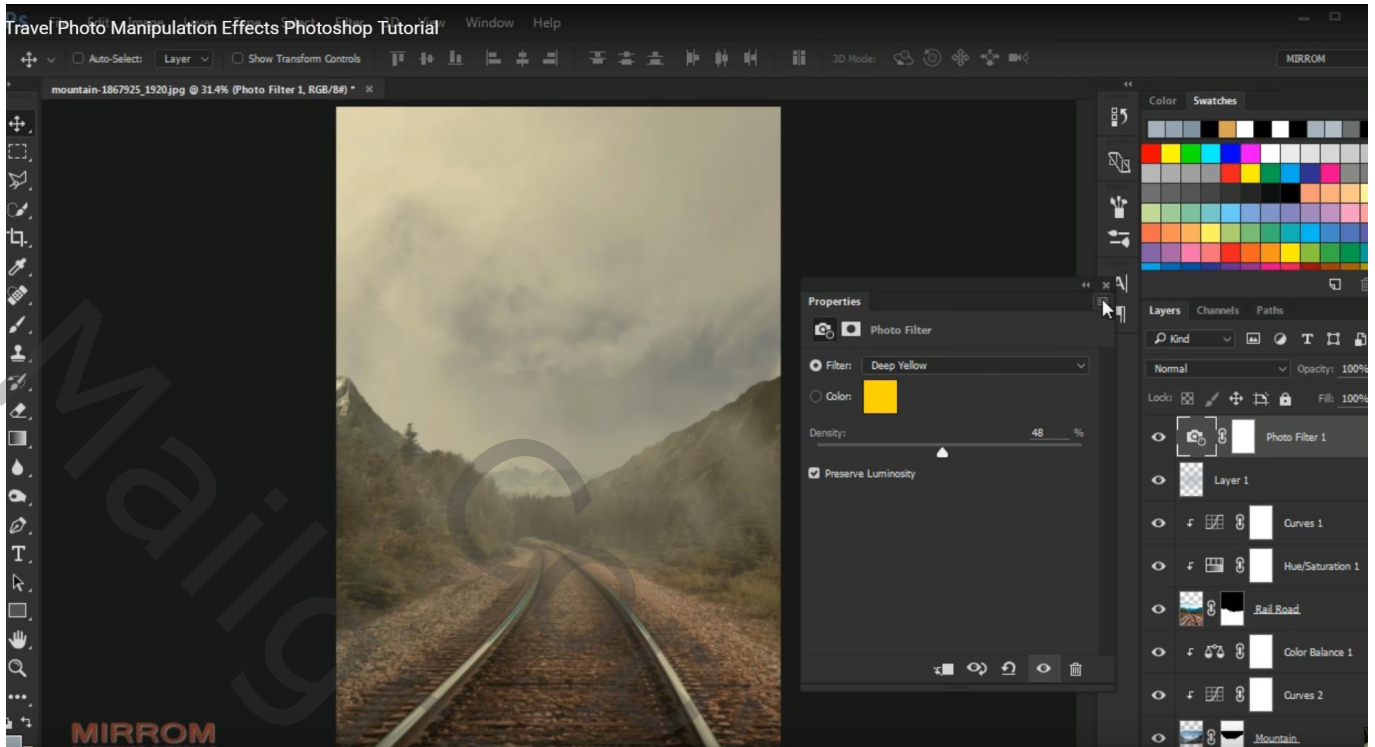 Travel Photo Manipulation Effects Photoshop Tutorial
Window Help
Auto-Select: Layer Show Transform Controls 3D Mode: MIRROM
mountain-1867925_1920.jpg @ 31.4% (Photo Filter 1, RGB/8#) *
Color Swatches
Properties
Photo Filter
Filter: Deep Yellow
Color:
Density: 48 %
Preserve Luminosity
Layers Channels Paths
Kind
Normal Opacity: 100%
Lock: Fill: 100%
Photo Filter 1
Layer 1
Curves 1
Hue/Saturation 1
Rail Road
Color Balance 1
Curves 2
Mountain
MIRROM